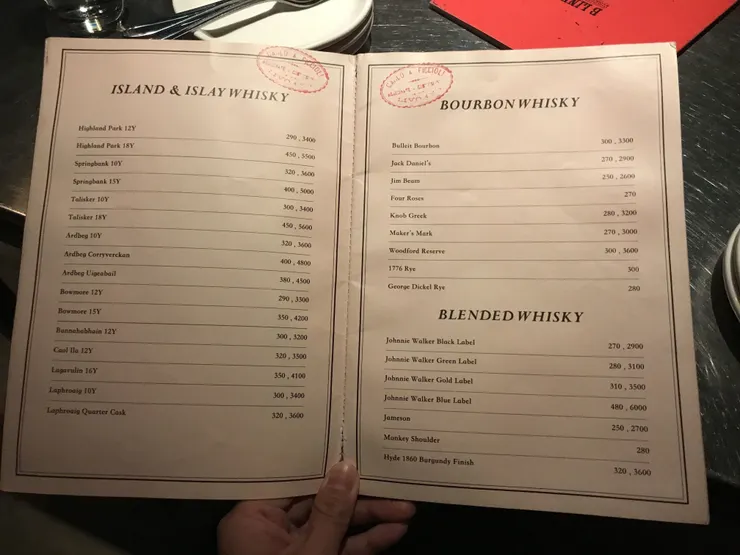 ISLAND & ISLAY WHISKY
Highland Park 12Y 290 , 3400
Highland Park 18Y 450 , 5500
Springbank 10Y 320 , 3600
Springbank 15Y 400 , 5000
Talisker 10Y 300 , 3400
Talisker 18Y 450 , 5600
Ardbeg 10Y 320 , 3600
Ardbeg Corryverckan 400 , 4800
Ardbeg Uigeabail 380 , 4500
Bowmore 12Y 290 , 3300
Bowmore 15Y 350 , 4200
Bannahabhain 12Y 300 , 3200
Caol Ila 12Y 320 , 3500
Lagavulin 16Y 350 , 4100
Laphroaig 10Y 300 , 3400
Laphroaig Quarter Cask 320 , 3600
BOURBON WHISKY
Bulleit Bourbon 300 , 3300
Jack Daniel's 270 , 2900
Jim Beam 250 , 2600
Four Roses 270
Knob Greek 280 , 3200
Maker's Mark 270 , 3000
Woodford Reserve 300 , 3600
1776 Rye 300
George Dickel Rye 280
BLENDED WHISKY
Johnnie Walker Black Label 270 , 2900
Johnnie Walker Green Label 280 , 3100
Johnnie Walker Gold Label 310 , 3500
Johnnie Walker Blue Label 480 , 6000
Jameson 250 , 2700
Monkey Shoulder 280
Hyde 1860 Burgundy Finish 320 , 3600